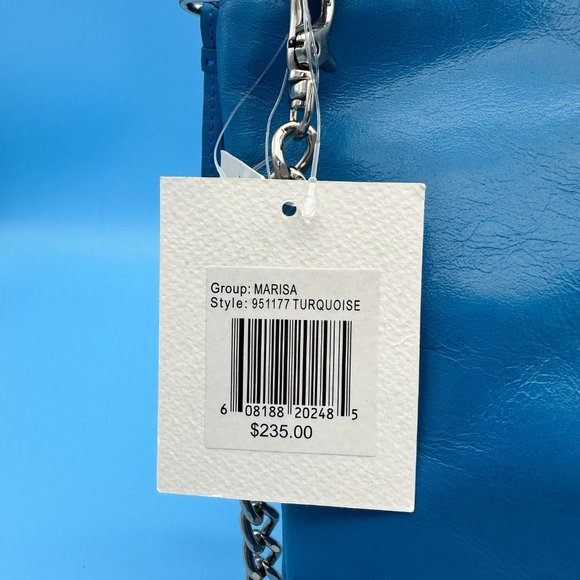 Group: MARISA
Style: 951177 TURQUOISE
6 08188 20248 5
$235.00